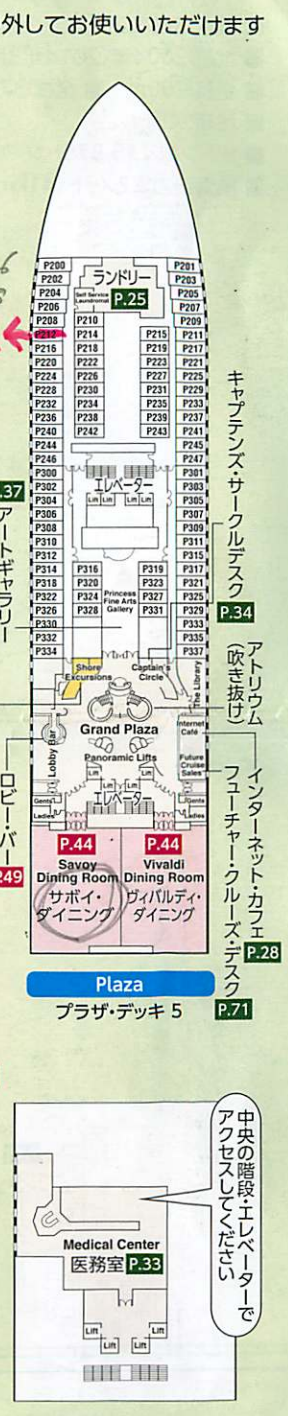 外してお使いいただけます
P200
P202
P204
P206
P208
P212
P216
P220
P224
P228
P232
P236
P240
P244
P246
P300
P302
P304
P306
P308
P310
P312
P314
P318
P322
P326
P330
P332
P334
ランドリー
Self Service
Laundromat
P.25
P210
P214
P218
P222
P226
P230
P234
P238
P242
P201
P203
P205
P207
P209
P211
P217
P221
P225
P229
P233
P237
P241
P245
P247
P301
P303
P305
P307
P309
P311
P315
P317
P321
P325
P329
P333
P335
P337
P215
P219
P223
P227
P231
P235
P239
P243
エレベーター
Lift Lift Lift Lift
P316
P320
P324
P328
Princess
Fine Arts
Gallery
P319
P323
P327
P331
Shore
Excursions
Captain's
Circle
The Library
Grand Plaza
Lobby Bar
Panoramic Lifts
Internet
Café
Future
Cruise
Sales
Lift Lift
エレベーター
Gents
Ladies
Gents
Ladies
P.44
Savoy
Dining Room
サボイ・
ダイニング
P.44
Vivaldi
Dining Room
ヴィバルディ・
ダイニング
.37
アートギャラリー
ロビー・バー
249
キャプテンズ・サークルデスク
P.34
アトリウム
(吹き抜け)
インターネット・カフェ
P.28
フューチャー・クルーズ・デスク
P.71
Plaza
プラザ・デッキ 5
中央の階段・エレベーターで
アクセスしてください
Medical Center
医務室 P.33
Lift Lift
Lift Lift